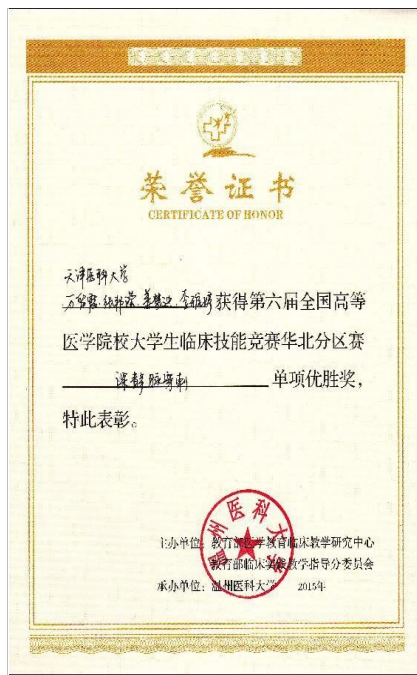 荣誉证书
CERTIFICATE OF HONOR
天津医科大学
李雅婷获得第六届全国高等
医学院校大学生临床技能竞赛华北分区赛
深静脉穿刺单项优胜奖，
特此表彰。
温州医科大学
主办单位：教育部医学教育临床教学研究中心
教育部临床实践教学指导分委员会
承办单位：温州医科大学 2015年